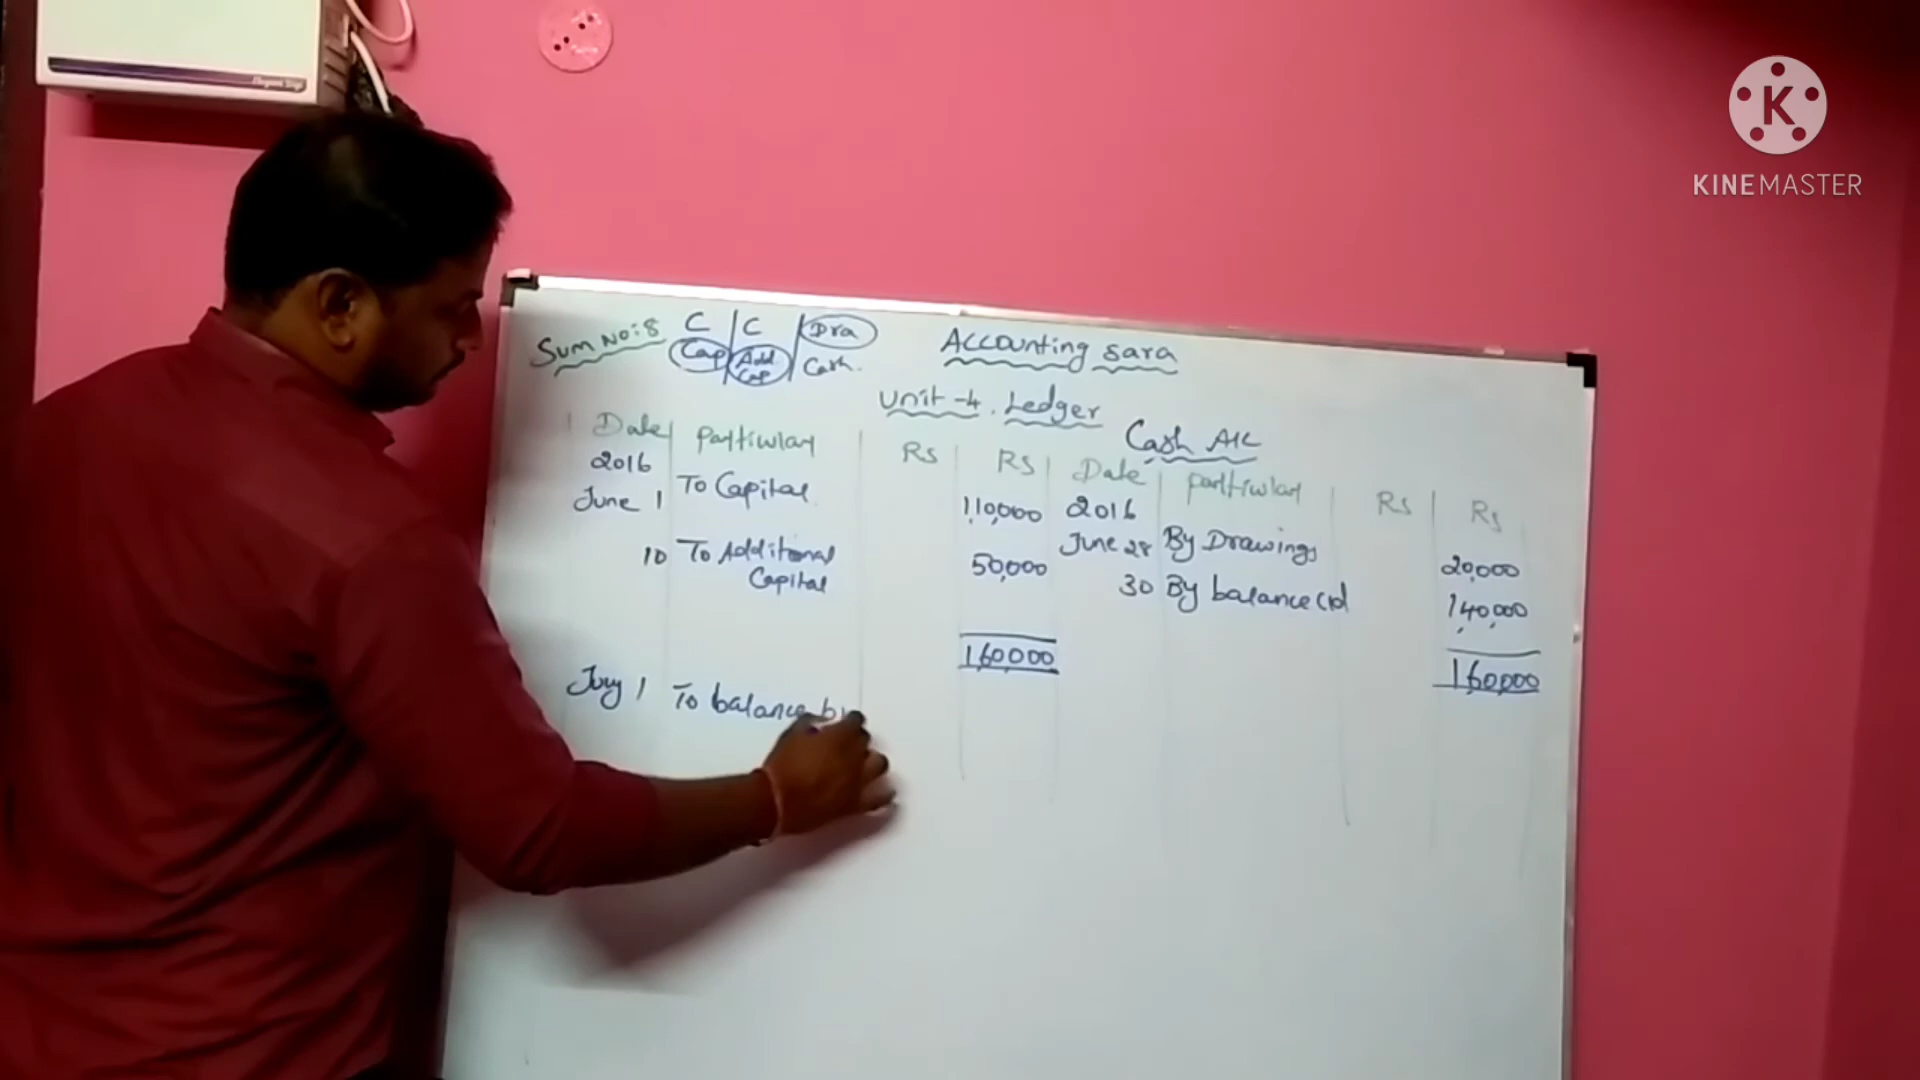 KINEMASTER
Sum No: 8
C | C | Dra
Cap | Add Cap | Cash.
Accounting Sara
Unit-4. Ledger
Cash A/c
Date Particular Rs Rs Date Particular Rs Rs
2016 To Capital 1,10,000 2016
June 1
June 28 By Drawings 20,000
10 To Additional Capital 50,000
30 By balance c/d 1,40,000
1,60,000 1,60,000
July 1 To balance b